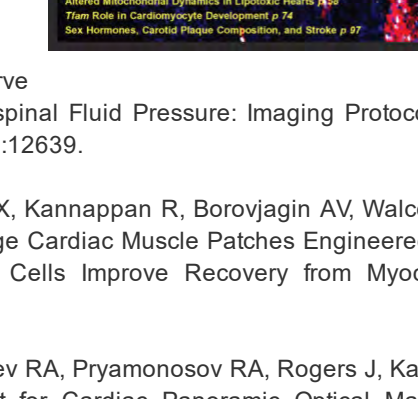 Altered Mitochondrial Dynamics in Lipotoxic Hearts p 58
Tfam Role in Cardiomyocyte Development p 74
Sex Hormones, Carotid Plaque Composition, and Stroke p 97
rve
spinal Fluid Pressure: Imaging Protoco
:12639.
X, Kannappan R, Borovjagin AV, Walc
ge Cardiac Muscle Patches Engineere
Cells Improve Recovery from Myoc
ev RA, Pryamonosov RA, Rogers J, Ka
t for Cardiac Panoramic Optical Ma